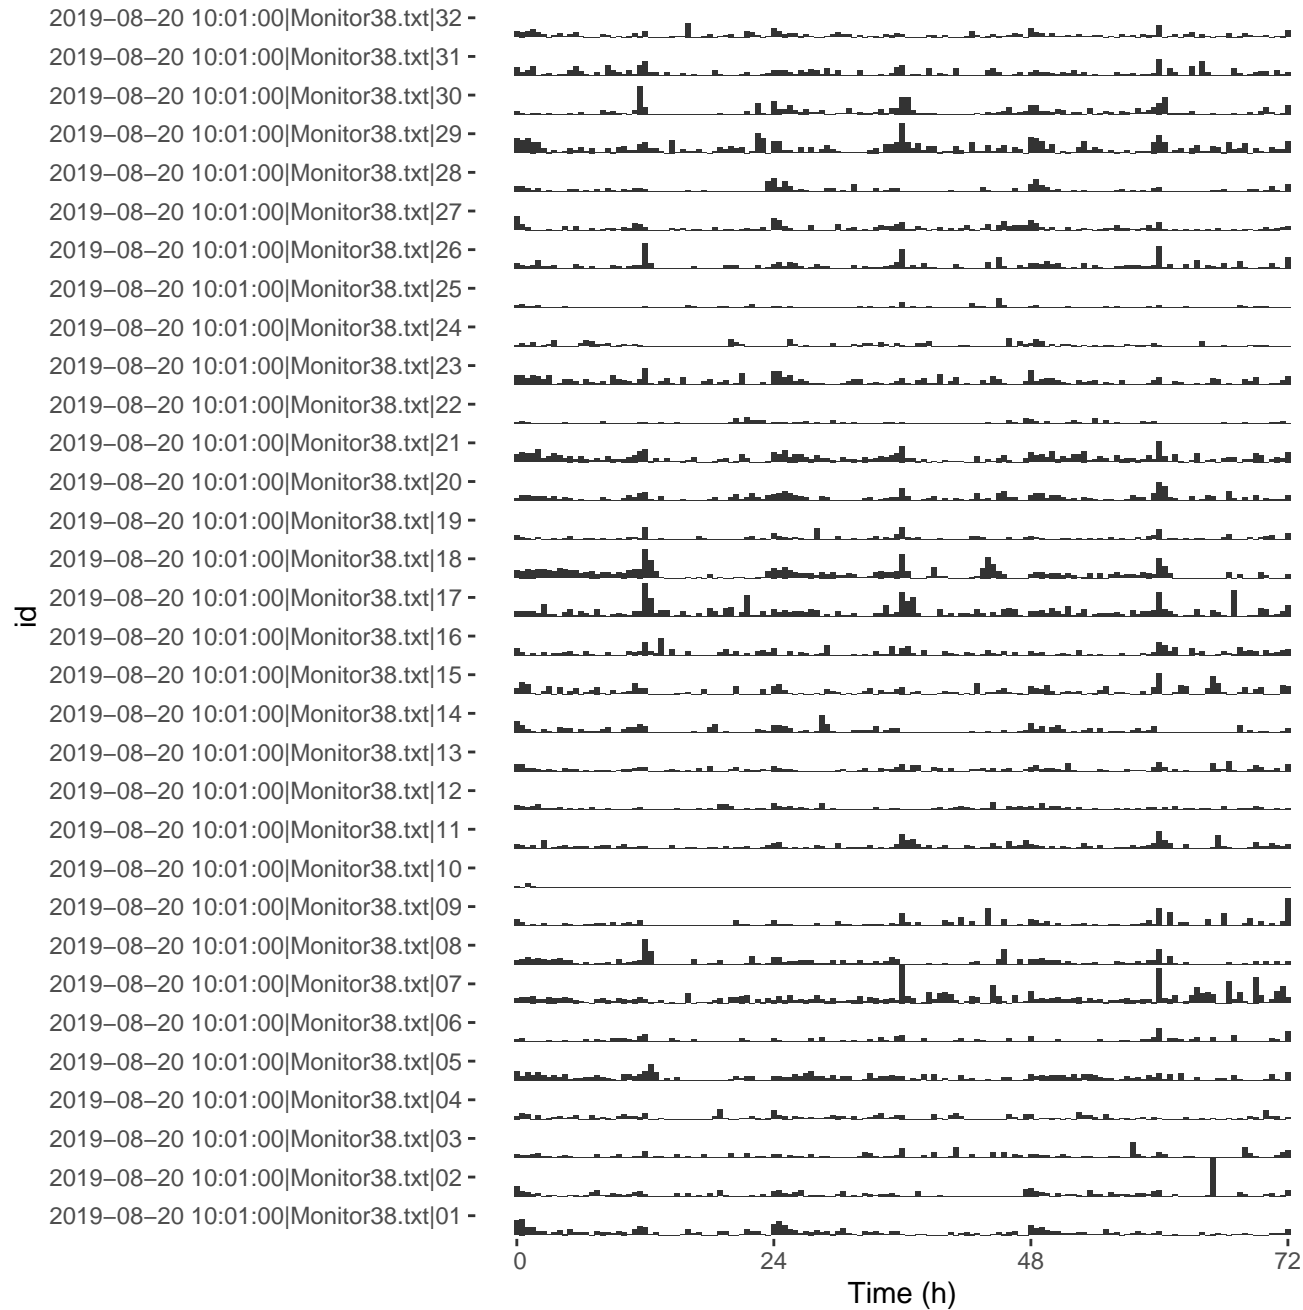 2019−08−20 10:01:00|Monitor38.txt|32
2019−08−20 10:01:00|Monitor38.txt|31
2019−08−20 10:01:00|Monitor38.txt|30
2019−08−20 10:01:00|Monitor38.txt|29
2019−08−20 10:01:00|Monitor38.txt|28
2019−08−20 10:01:00|Monitor38.txt|27
2019−08−20 10:01:00|Monitor38.txt|26
2019−08−20 10:01:00|Monitor38.txt|25
2019−08−20 10:01:00|Monitor38.txt|24
2019−08−20 10:01:00|Monitor38.txt|23
2019−08−20 10:01:00|Monitor38.txt|22
2019−08−20 10:01:00|Monitor38.txt|21
2019−08−20 10:01:00|Monitor38.txt|20
2019−08−20 10:01:00|Monitor38.txt|19
2019−08−20 10:01:00|Monitor38.txt|18
2019−08−20 10:01:00|Monitor38.txt|17
id
2019−08−20 10:01:00|Monitor38.txt|16
2019−08−20 10:01:00|Monitor38.txt|15
2019−08−20 10:01:00|Monitor38.txt|14
2019−08−20 10:01:00|Monitor38.txt|13
2019−08−20 10:01:00|Monitor38.txt|12
2019−08−20 10:01:00|Monitor38.txt|11
2019−08−20 10:01:00|Monitor38.txt|10
2019−08−20 10:01:00|Monitor38.txt|09
2019−08−20 10:01:00|Monitor38.txt|08
2019−08−20 10:01:00|Monitor38.txt|07
2019−08−20 10:01:00|Monitor38.txt|06
2019−08−20 10:01:00|Monitor38.txt|05
2019−08−20 10:01:00|Monitor38.txt|04
2019−08−20 10:01:00|Monitor38.txt|03
2019−08−20 10:01:00|Monitor38.txt|02
2019−08−20 10:01:00|Monitor38.txt|01
0 24 48 72
Time (h)